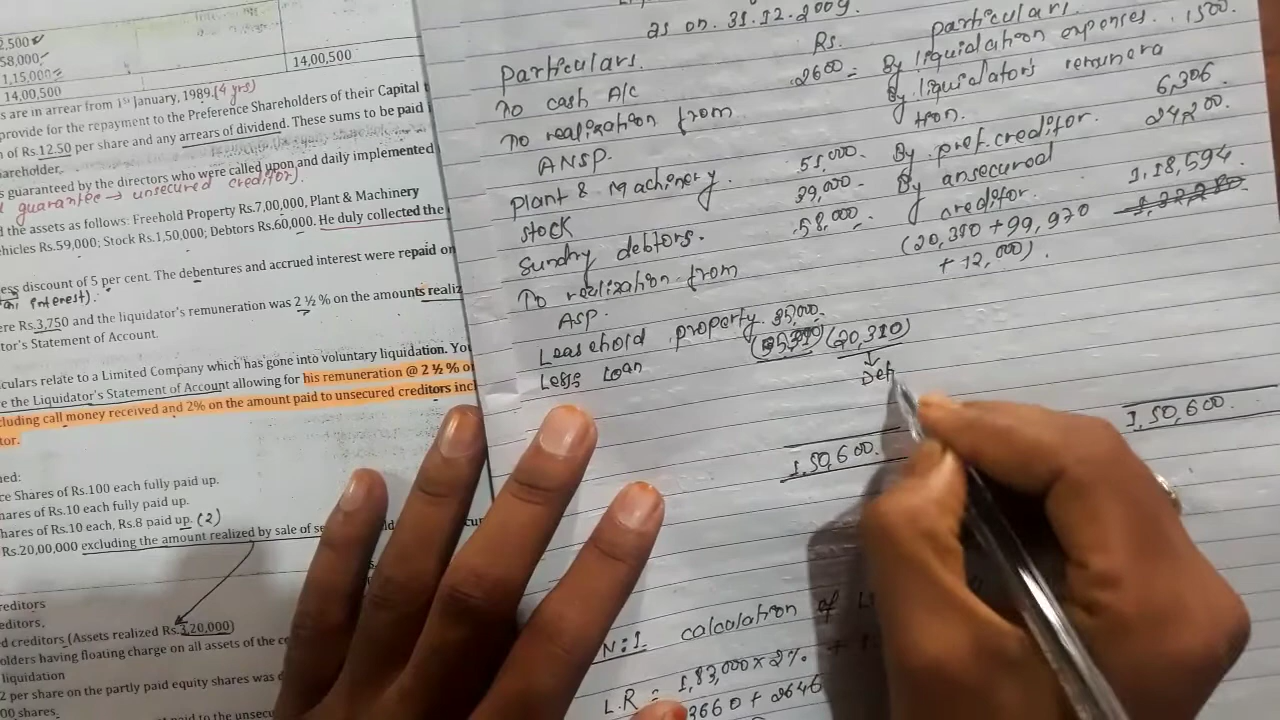 2,500
58,000
1,15,000
14,00,500
14,00,500
s are in arrear from 1st January, 1989. (4 yrs)
provide for the repayment to the Preference Shareholders of their Capital
n of Rs.12.50 per share and any arrears of dividend. These sums to be paid
areholder.
s guaranteed by the directors who were called upon and daily implemented
guarantee → unsecured creditor).
d the assets as follows: Freehold Property Rs.7,00,000, Plant & Machinery
hicles Rs.59,000; Stock Rs.1,50,000; Debtors Rs.60,000. He duly collected the
ess discount of 5 per cent. The debentures and accrued interest were repaid on
interest).
ere Rs.3,750 and the liquidator's remuneration was 2 ½ % on the amounts realiz
tor's Statement of Account.
culars relate to a Limited Company which has gone into voluntary liquidation. Yo
e the Liquidator's Statement of Account allowing for his remuneration @ 2 ½ % o
cluding call money received and 2% on the amount paid to unsecured creditors incl
tor.
ned:
ce Shares of Rs.100 each fully paid up.
hares of Rs.10 each fully paid up.
hares of Rs.10 each, Rs.8 paid up. (2)
Rs.20,00,000 excluding the amount realized by sale of se
reditors
editors.
d creditors (Assets realized Rs.3,20,000)
olders having floating charge on all assets of the co
liquidation
2 per share on the partly paid equity shares was d
00 shares.
as on. 31.12.2009.
Particulars. Rs. Particulars.
To cash A/c 2600 By liquidation expenses. 1500.
To realization from By liquidator's remunera
ANSP. tion. 6,306
Plant & Machinery. 51,000. By pref. creditor. 24,200.
Stock 39,000 By unsecured
Sundry debtors. 58,000. creditor. 1,18,594
To realization from (20,310 + 99,970
ASP. + 12,000).
Leasehold property. 35,000.
Less Loan (20,310)
Def
1,50,600. 1,50,600.
N:1 calculation of L
L.R = 1,83,000 x 2% +
3660 + 2646